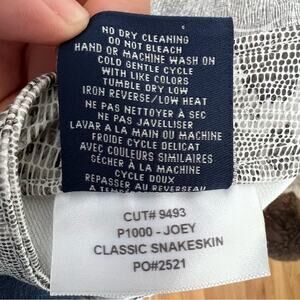 NO DRY CLEANING
DO NOT BLEACH
HAND OR MACHINE WASH ON
COLD GENTLE CYCLE
WITH LIKE COLORS
TUMBLE DRY LOW
IRON REVERSE/LOW HEAT
NE PAS NETTOYER À SEC
NE PAS JAVELLISER
LAVAR A LA MAIN OU MACHINE
FROIDE CYCLE DELICAT
AVEC COULEURS SIMILAIRES
SÉCHER À LA MACHINE
CYCLE DOUX
REPASSER AU REVERSEAU
A TEMPÉ
CUT# 9493
P1000 - JOEY
CLASSIC SNAKESKIN
PO#2521